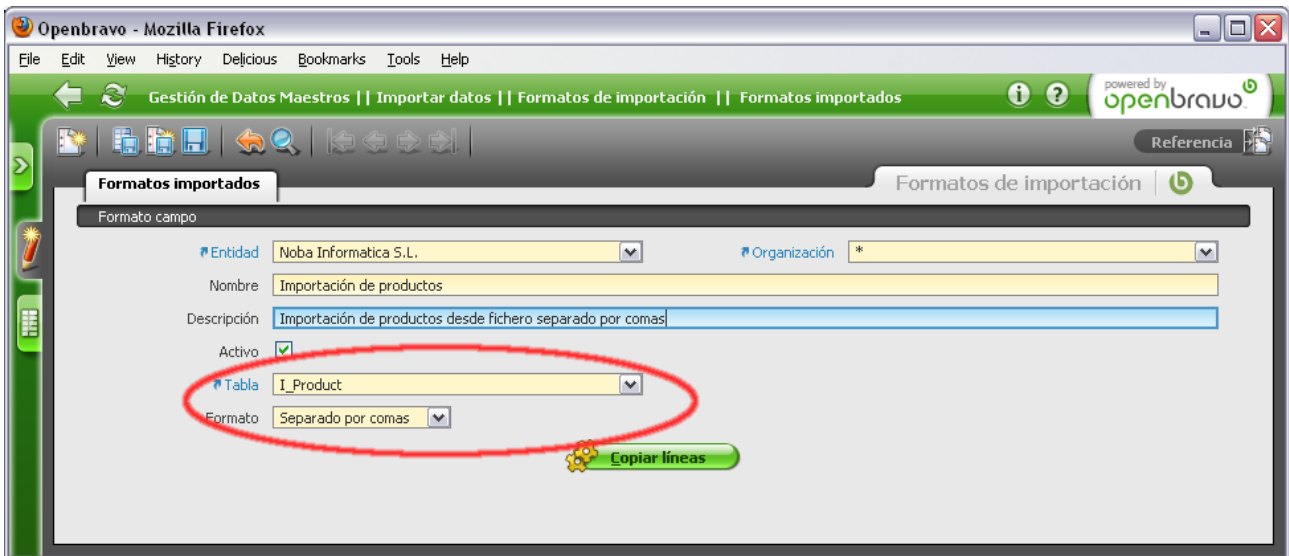 Openbravo - Mozilla Firefox
File Edit View History Delicious Bookmarks Tools Help
Gestión de Datos Maestros || Importar datos || Formatos de importación || Formatos importados
powered by
openbravo
Referencia
Formatos importados
Formatos de importación
Formato campo
Entidad Noba Informatica S.L. Organización *
Nombre Importación de productos
Descripción Importación de productos desde fichero separado por comas
Activo
Tabla I_Product
Formato Separado por comas
Copiar líneas